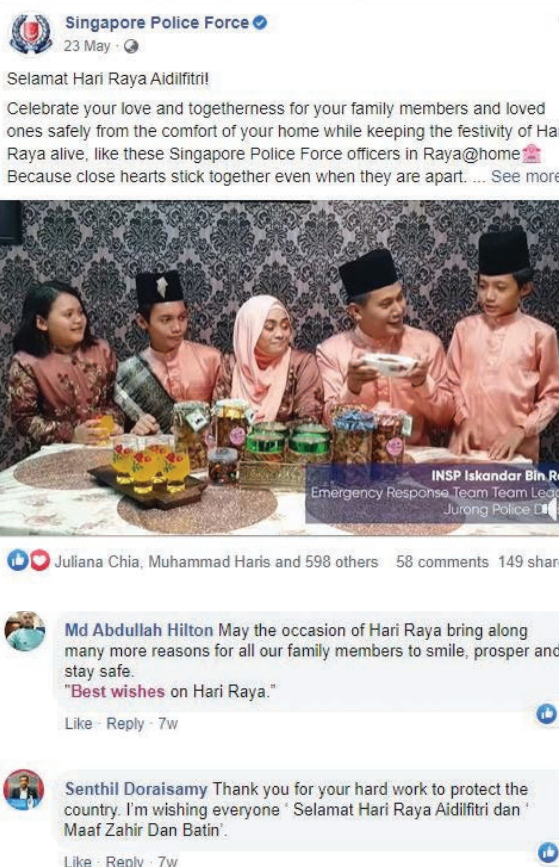 Singapore Police Force
23 May ·
Selamat Hari Raya Aidilfitri!
Celebrate your love and togetherness for your family members and loved
ones safely from the comfort of your home while keeping the festivity of
Raya alive, like these Singapore Police Force officers in Raya@home
Because close hearts stick together even when they are apart. ... See more
INSP Iskandar Bin
Emergency Response Team Team
Jurong Police
Juliana Chia, Muhammad Haris and 598 others 58 comments 149
Md Abdullah Hilton May the occasion of Hari Raya bring along
many more reasons for all our family members to smile, prosper and
stay safe.
"Best wishes on Hari Raya."
Like · Reply · 7w
Senthil Doraisamy Thank you for your hard work to protect the
country. I'm wishing everyone ' Selamat Hari Raya Aidilfitri dan '
Maaf Zahir Dan Batin'.
Like · Reply · 7w